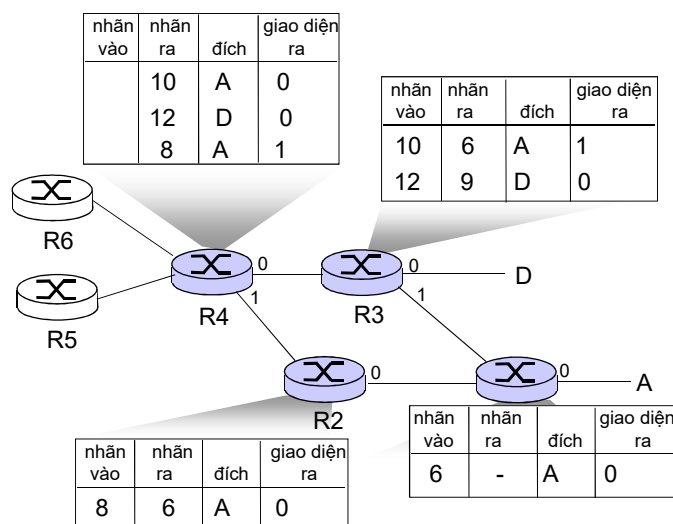 nhãn nhãn giao diện
vào ra đích ra
10 A 0
12 D 0
8 A 1
nhãn nhãn giao diện
vào ra đích ra
10 6 A 1
12 9 D 0
R6
0 0
D
1 1
R4 R3
R5
0 0
A
R2
nhãn nhãn giao diện
vào ra đích ra
6 - A 0
nhãn nhãn giao diện
vào ra đích ra
8 6 A 0